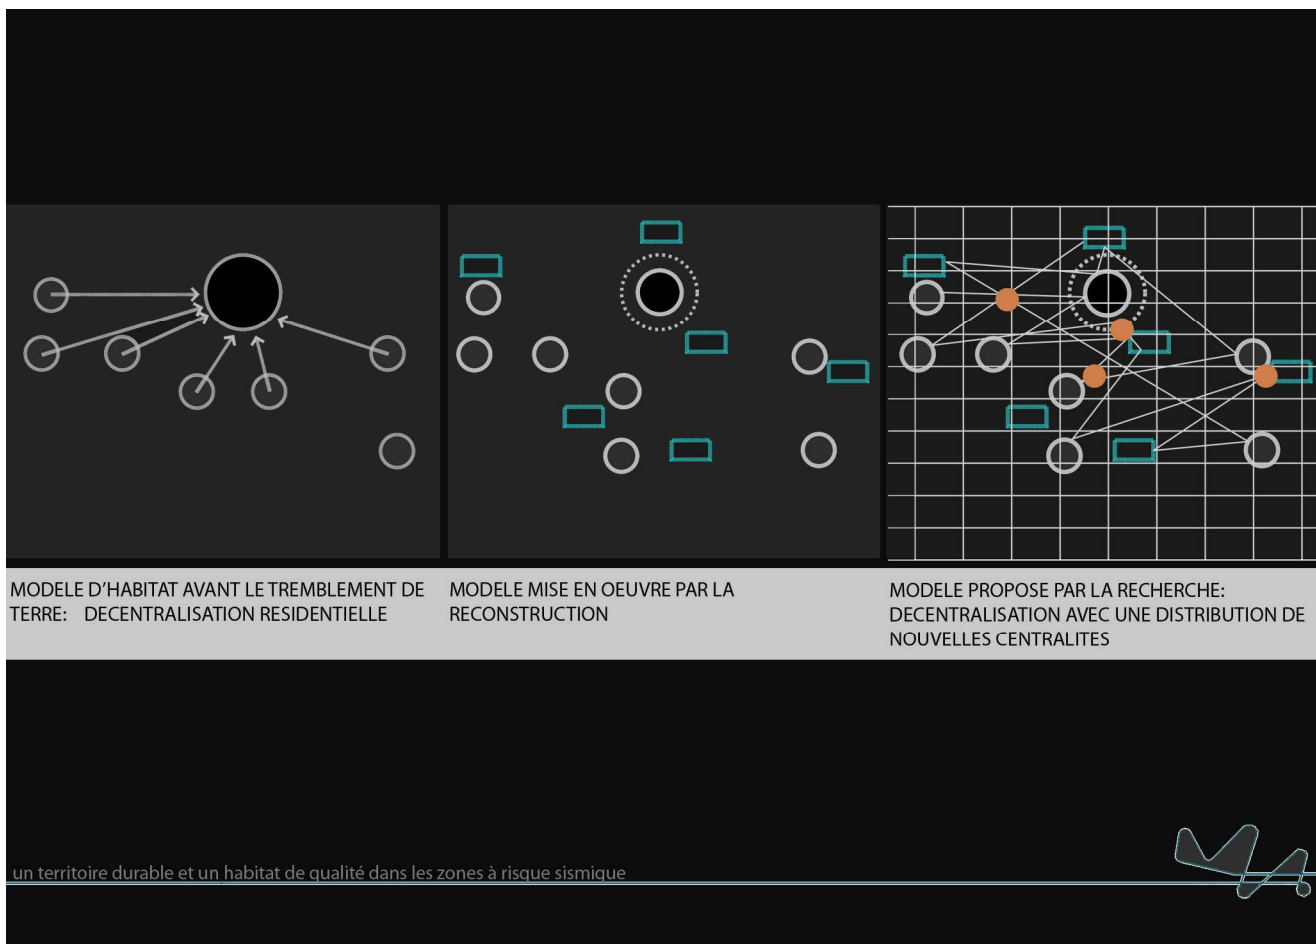 MODELE D'HABITAT AVANT LE TREMBLEMENT DE
TERRE: DECENTRALISATION RESIDENTIELLE
MODELE MISE EN OEUVRE PAR LA
RECONSTRUCTION
MODELE PROPOSE PAR LA RECHERCHE:
DECENTRALISATION AVEC UNE DISTRIBUTION DE
NOUVELLES CENTRALITES
un territoire durable et un habitat de qualité dans les zones à risque sismique